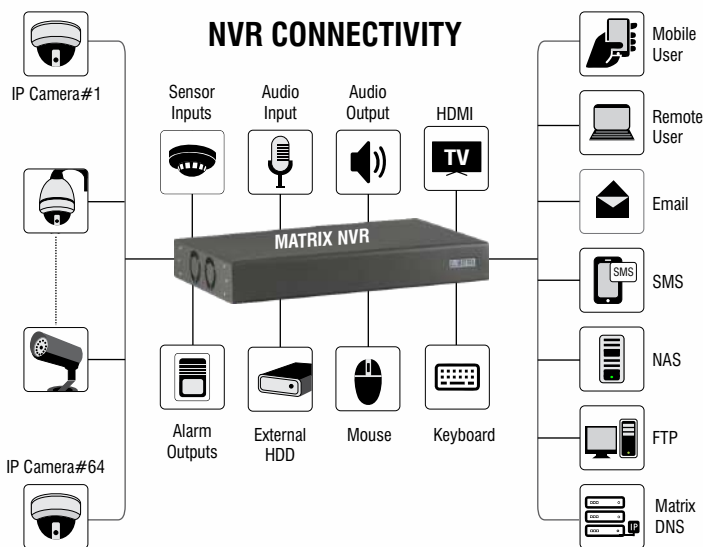 NVR CONNECTIVITY
IP Camera#1
Sensor
Inputs
Audio
Input
Audio
Output
HDMI
TV
MATRIX NVR
Alarm
Outputs
External
HDD
Mouse
Keyboard
IP Camera#64
Mobile
User
Remote
User
Email
SMS
SMS
NAS
FTP
IP
Matrix
DNS